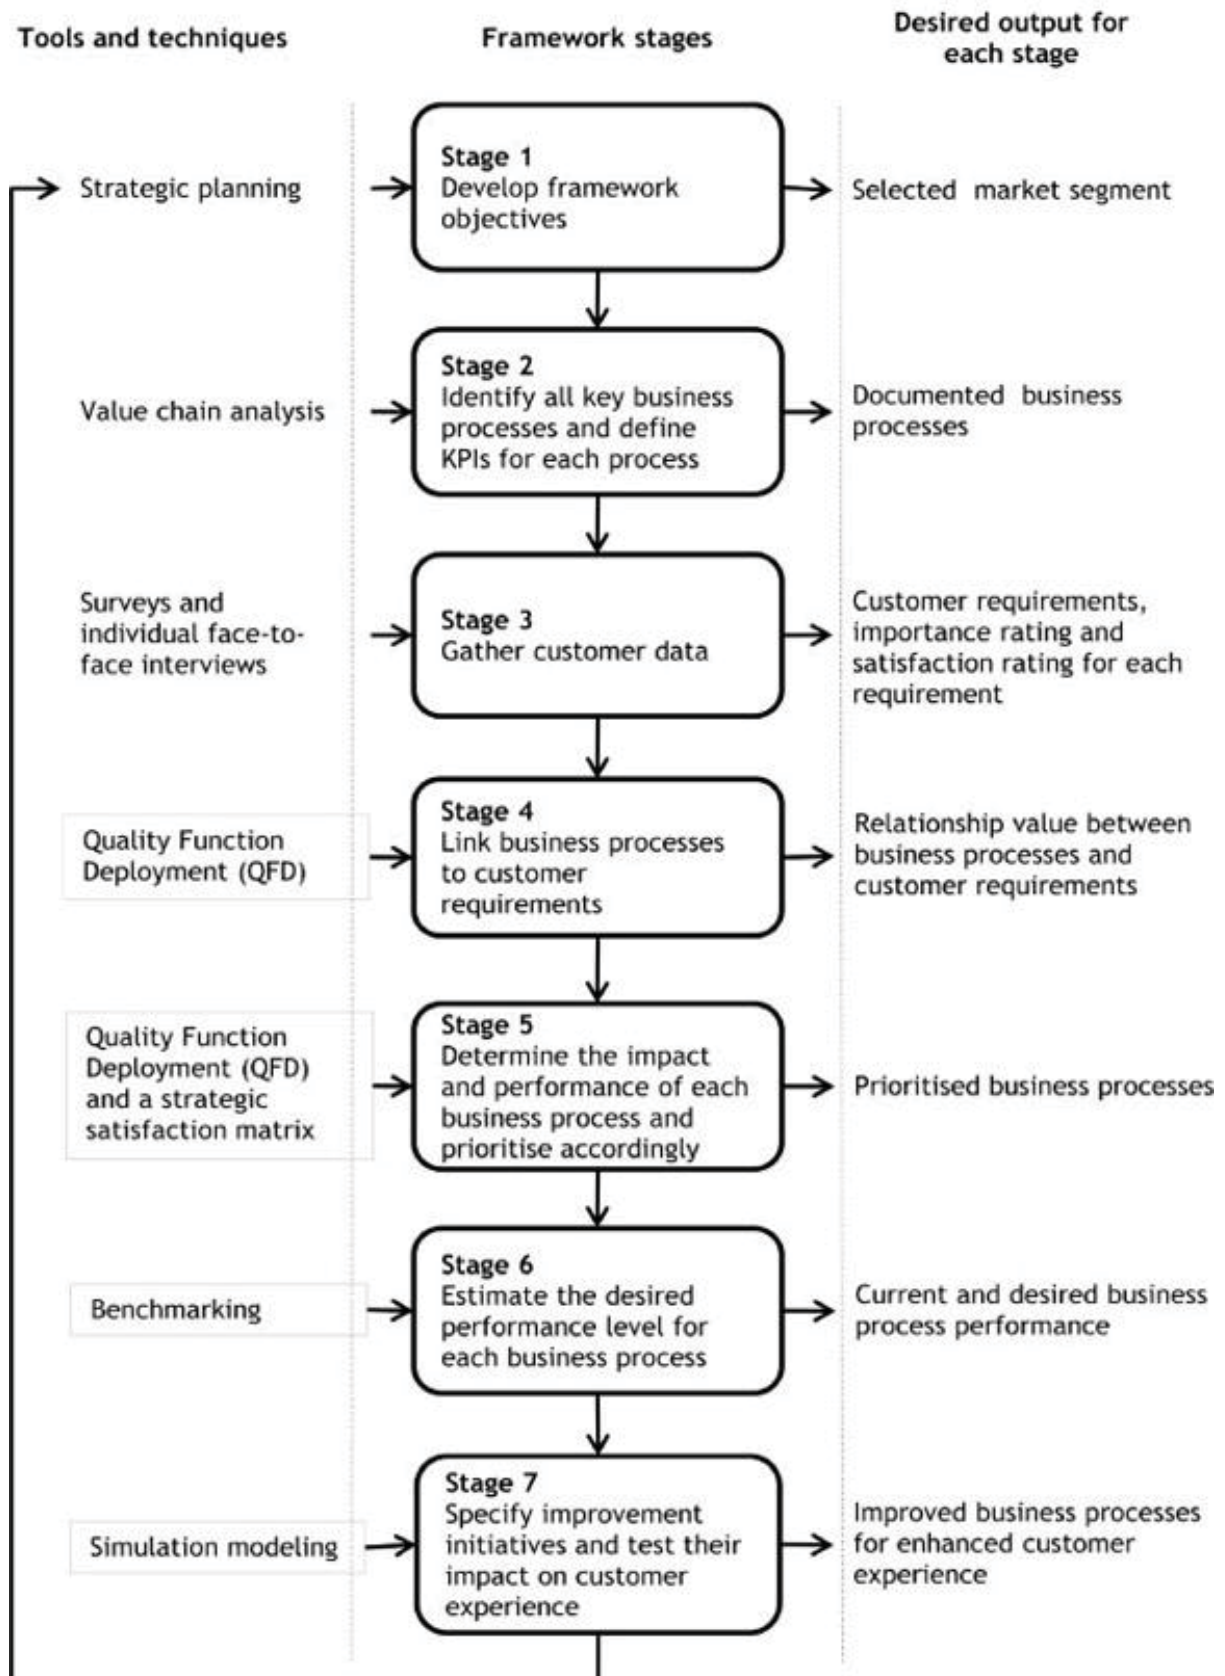 Tools and techniques
Framework stages
Desired output for
each stage
Strategic planning
Stage 1
Develop framework
objectives
Selected market segment
Value chain analysis
Stage 2
Identify all key business
processes and define
KPIs for each process
Documented business
processes
Surveys and
individual face-to-
face interviews
Stage 3
Gather customer data
Customer requirements,
importance rating and
satisfaction rating for each
requirement
Quality Function
Deployment (QFD)
Stage 4
Link business processes
to customer
requirements
Relationship value between
business processes and
customer requirements
Quality Function
Deployment (QFD)
and a strategic
satisfaction matrix
Stage 5
Determine the impact
and performance of each
business process and
prioritise accordingly
Prioritised business processes
Benchmarking
Stage 6
Estimate the desired
performance level for
each business process
Current and desired business
process performance
Simulation modeling
Stage 7
Specify improvement
initiatives and test their
impact on customer
experience
Improved business processes
for enhanced customer
experience